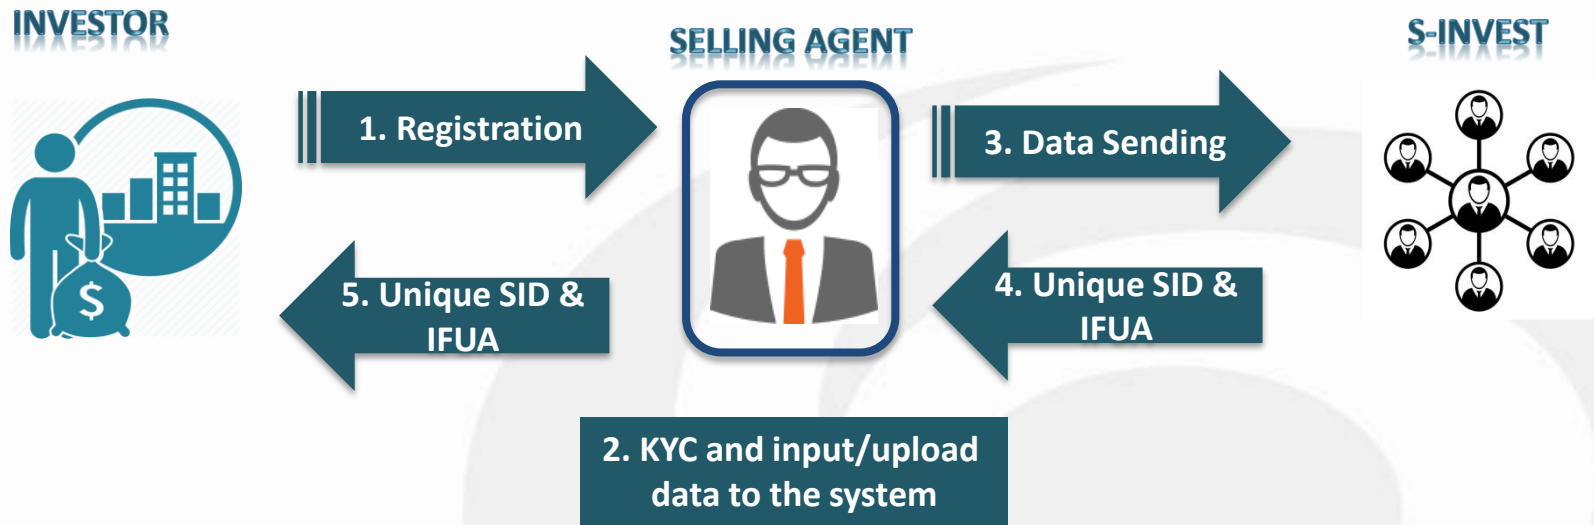 INVESTOR
SELLING AGENT
S-INVEST
1. Registration
3. Data Sending
5. Unique SID &
IFUA
4. Unique SID &
IFUA
$
2. KYC and input/upload
data to the system